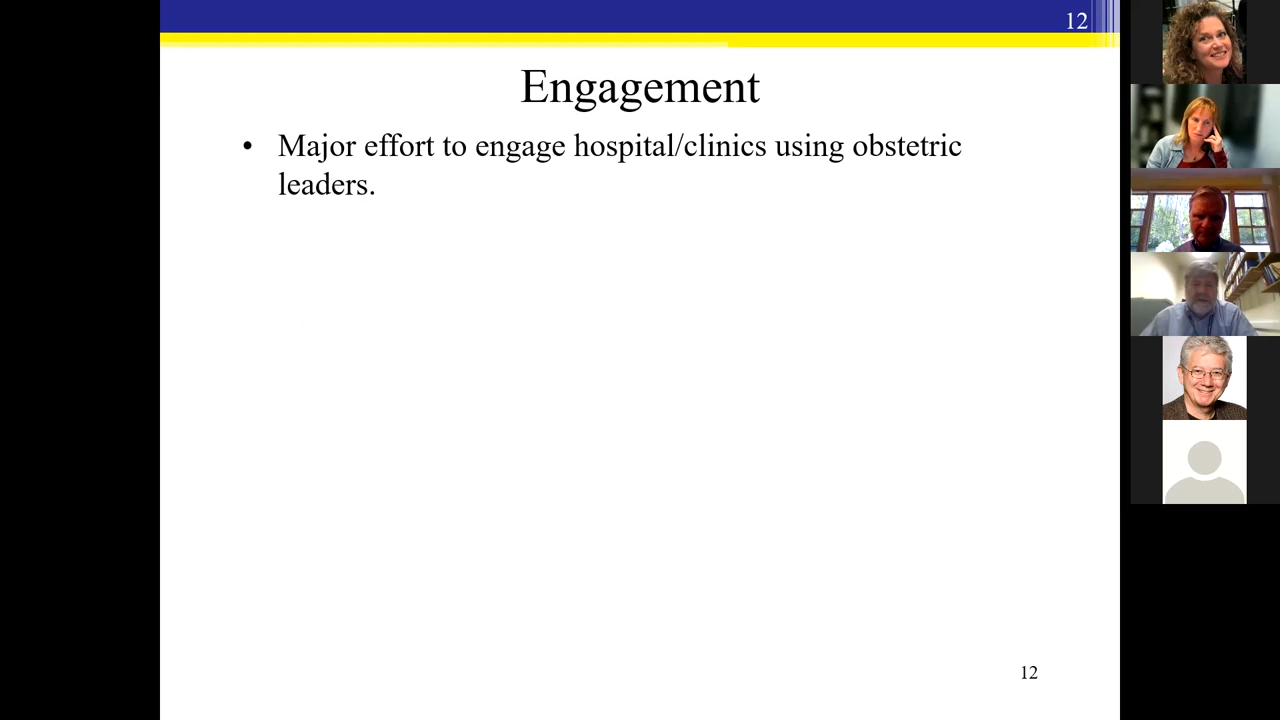 12
Engagement
• Major effort to engage hospital/clinics using obstetric
leaders.
12